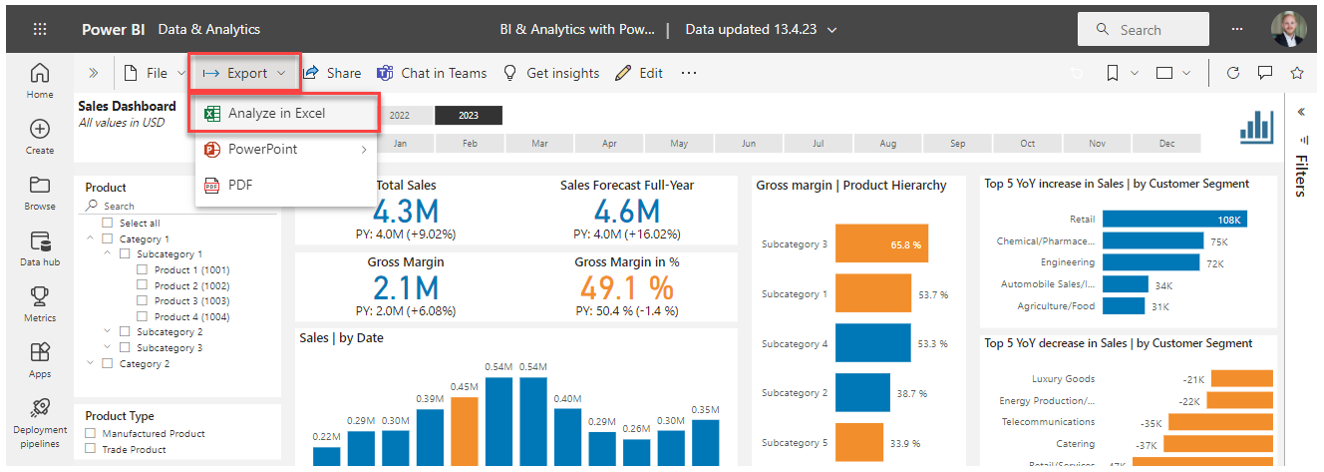 Power BI Data & Analytics
BI & Analytics with Pow... | Data updated 13.4.23
Search
...
Home
Create
Browse
Data hub
Metrics
Apps
Deployment
pipelines
File
Export
Share
Chat in Teams
Get insights
Edit
...
Analyze in Excel
PowerPoint
PDF
Sales Dashboard
All values in USD
2022 2023
Jan Feb Mar Apr May Jun Jul Aug Sep Oct Nov Dec
Filters
Product
Search
Select all
Category 1
Subcategory 1
Product 1 (1001)
Product 2 (1002)
Product 3 (1003)
Product 4 (1004)
Subcategory 2
Subcategory 3
Category 2
Product Type
Manufactured Product
Trade Product
Total Sales
4.3M
PY: 4.0M (+9.02%)
Sales Forecast Full-Year
4.6M
PY: 4.0M (+16.02%)
Gross Margin
2.1M
PY: 2.0M (+6.08%)
Gross Margin in %
49.1 %
PY: 50.4 % (-1.4 %)
Sales | by Date
0.22M 0.29M 0.30M 0.39M 0.45M 0.54M 0.54M 0.40M 0.29M 0.26M 0.30M 0.35M
Gross margin | Product Hierarchy
Subcategory 3 65.8 %
Subcategory 1 53.7 %
Subcategory 4 53.3 %
Subcategory 2 38.7 %
Subcategory 5 33.9 %
Top 5 YoY increase in Sales | by Customer Segment
Retail 108K
Chemical/Pharmace... 75K
Engineering 72K
Automobile Sales/I... 34K
Agriculture/Food 31K
Top 5 YoY decrease in Sales | by Customer Segment
Luxury Goods -21K
Energy Production/... -22K
Telecommunications -35K
Catering -37K
Retail/Services -47K